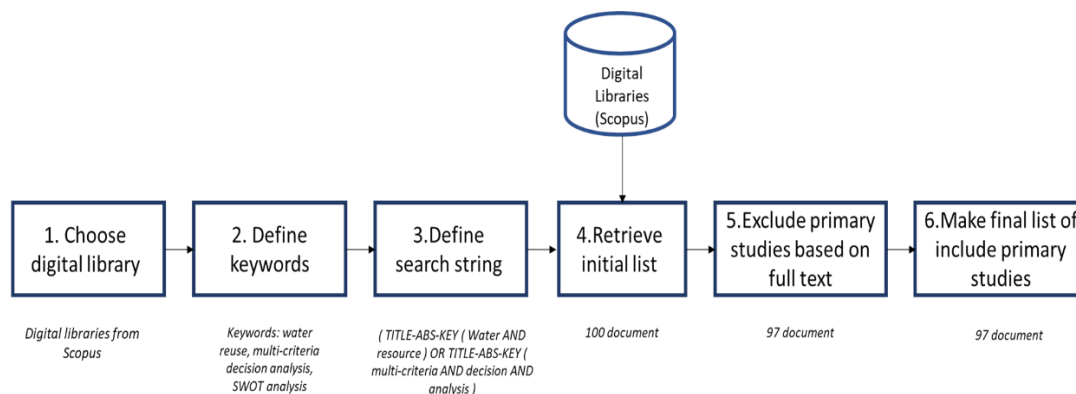 Digital
Libraries
(Scopus)
1. Choose
digital library
2. Define
keywords
3.Define
search string
4.Retrieve
initial list
5.Exclude primary
studies based on
full text
6.Make final list of
include primary
studies
Digital libraries from
Scopus
Keywords: water
reuse, multi-criteria
decision analysis,
SWOT analysis
( TITLE-ABS-KEY ( Water AND
resource ) OR TITLE-ABS-KEY (
multi-criteria AND decision AND
analysis )
100 document
97 document
97 document